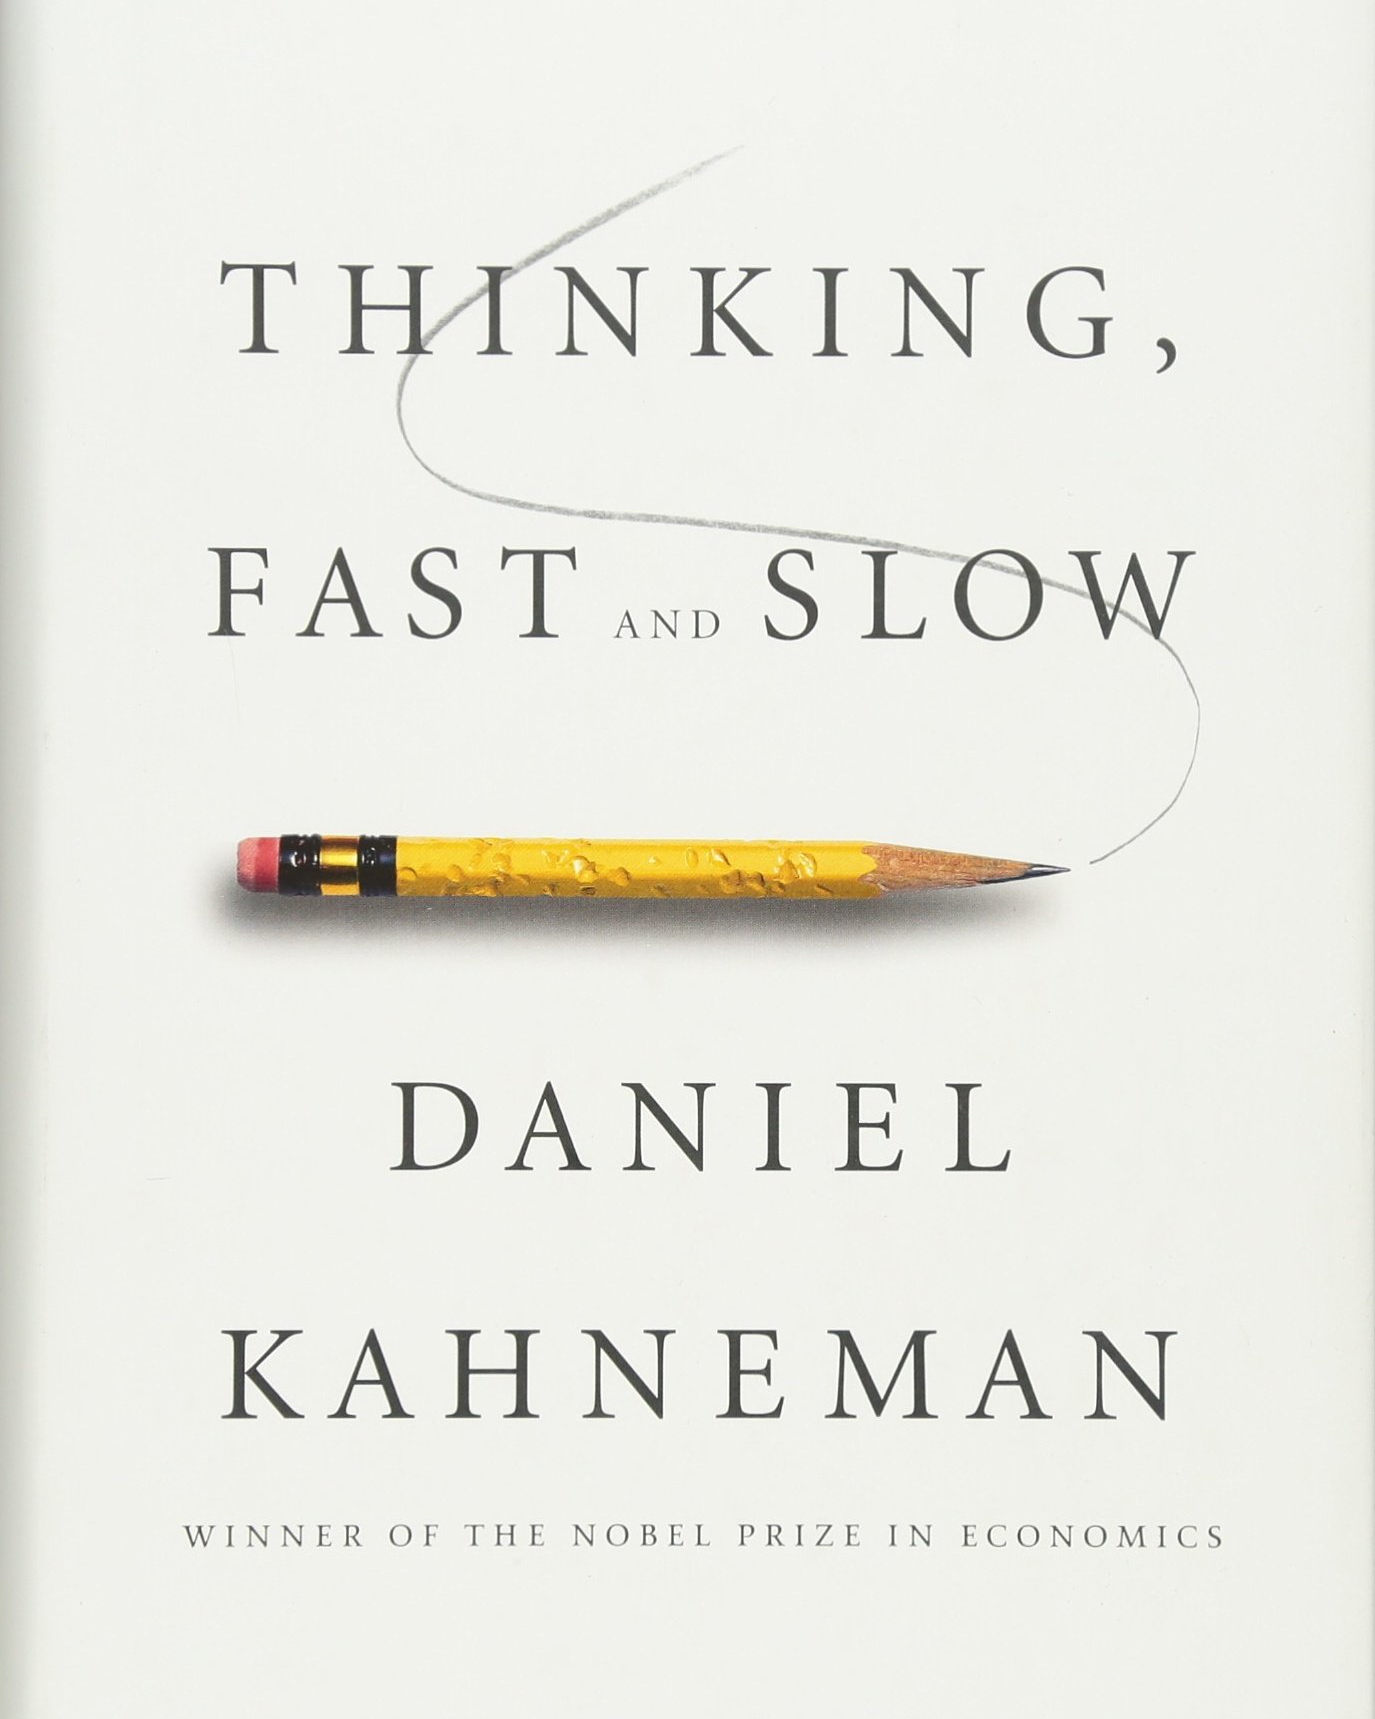 THINKING,
FAST AND SLOW
DANIEL
KAHNEMAN
WINNER OF THE NOBEL PRIZE IN ECONOMICS